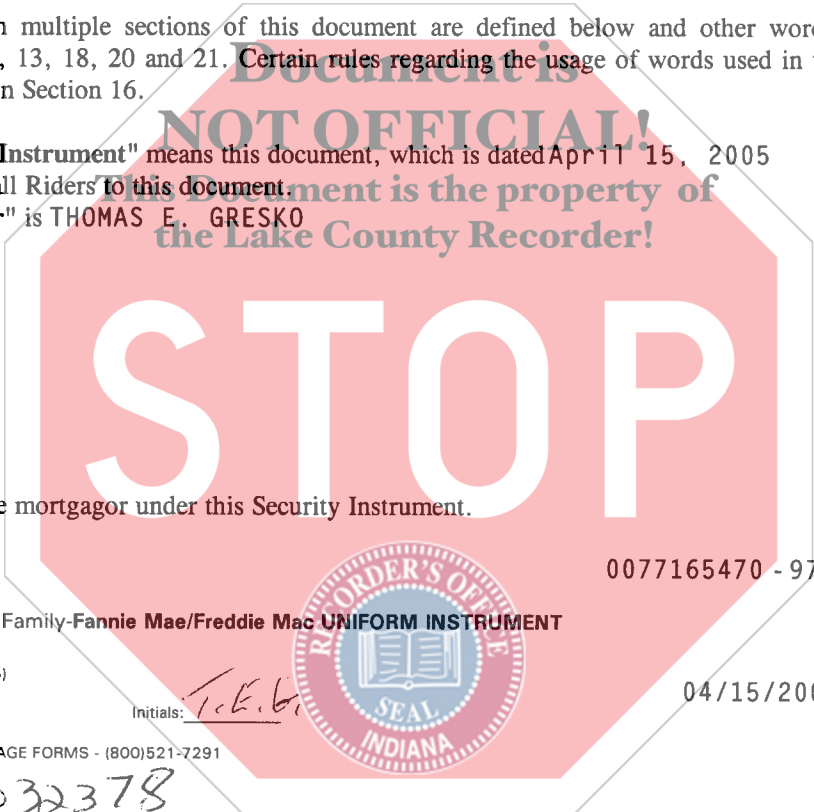 multiple sections of this document are defined below and other
, 13, 18, 20 and 21. Certain rules regarding the usage of words used in
Document is
n Section 16.
NOT OFFICIAL!
Instrument" means this document, which is dated April 15, 2005
ll Riders to this document.
This Document is the property of
" is THOMAS E. GRESKO
the Lake County Recorder!
STOP
e mortgagor under this Security Instrument.
0077165470 - 97
Family-Fannie Mae/Freddie Mac UNIFORM INSTRUMENT
RECORDER'S OFFICE
SEAL
INDIANA
Initials: T.E.G.
04/15/200
AGE FORMS - (800)521-7291
32378